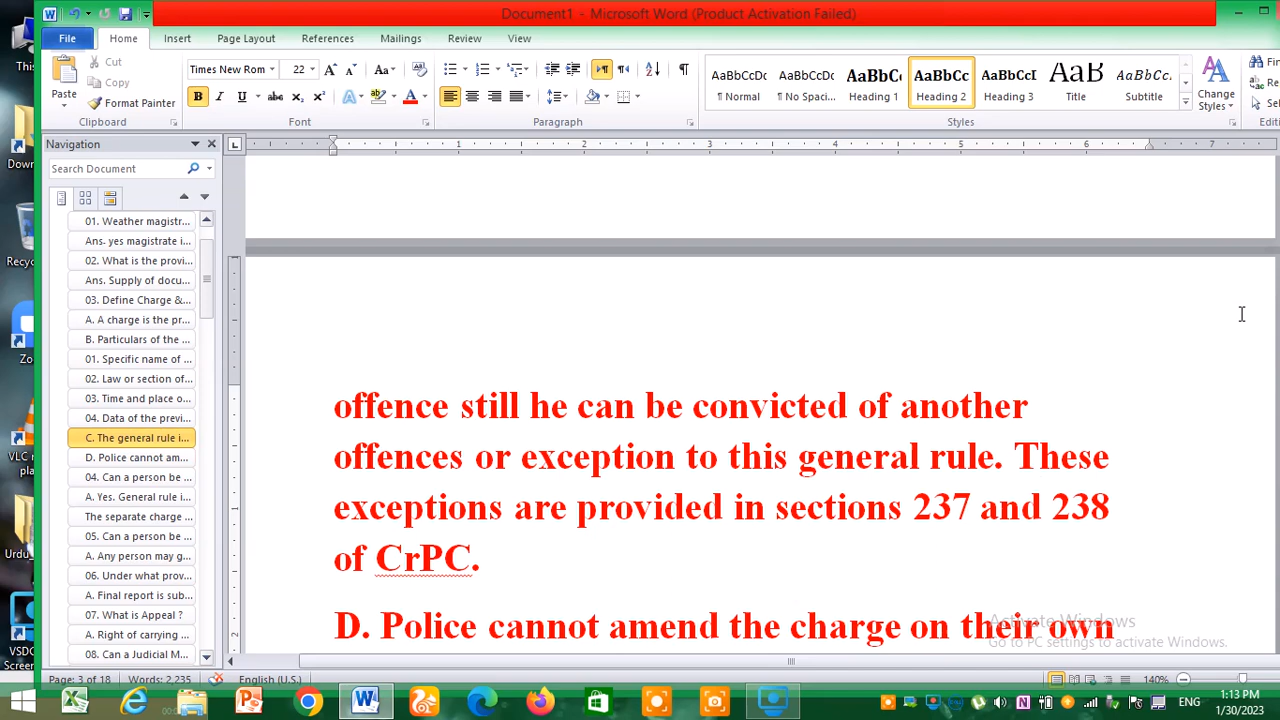 Document1 - Microsoft Word (Product Activation Failed)
File Home Insert Page Layout References Mailings Review View
Cut
Copy
Format Painter
Paste
Clipboard
Times New Rom 22
Font
Paragraph
AaBbCcDc AaBbCcDc AaBbC AaBbCc AaBbCcI AaB AaBbCc.
¶ Normal ¶ No Spaci... Heading 1 Heading 2 Heading 3 Title Subtitle
Change
Styles
Styles
Navigation
Search Document
01. Weather magistr...
Ans. yes magistrate i...
02. What is the provi...
Ans. Supply of docu...
03. Define Charge &...
A. A charge is the pr...
B. Particulars of the ...
01. Specific name of ...
02. Law or section of...
03. Time and place o...
04. Data of the previ...
C. The general rule i...
D. Police cannot am...
04. Can a person be ...
A. Yes. General rule i...
The separate charge ...
05. Can a person be ...
A. Any person may g...
06. Under what prov...
A. Final report is sub...
07. What is Appeal ?
A. Right of carrying ...
08. Can a Judicial M...
1 2 3 4 5 6 7
offence still he can be convicted of another
offences or exception to this general rule. These
exceptions are provided in sections 237 and 238
of CrPC.
D. Police cannot amend the charge on their own
Activate Windows
Go to PC settings to activate Windows.
Page: 3 of 18 Words: 2,235 English (U.S.) 140%
ENG
1:13 PM
1/30/2023